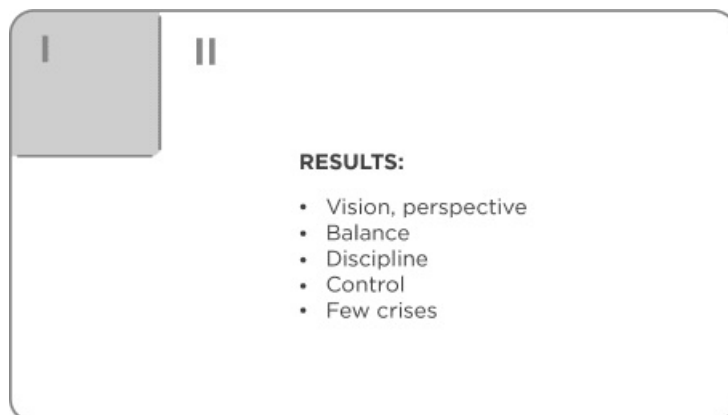 I
II
RESULTS:
• Vision, perspective
• Balance
• Discipline
• Control
• Few crises